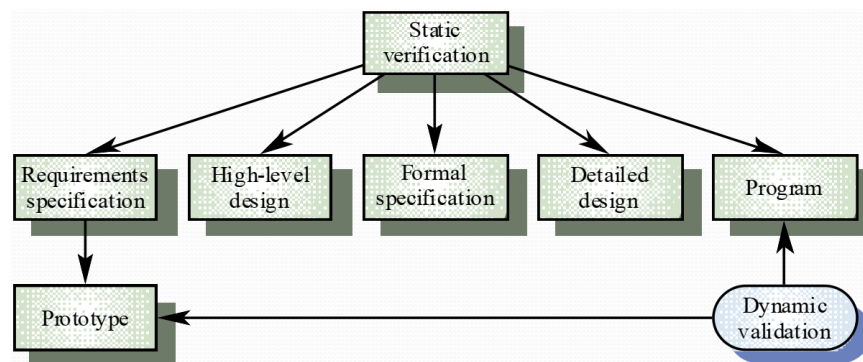 Static
verification
Requirements
specification
High-level
design
Formal
specification
Detailed
design
Program
Prototype
Dynamic
validation